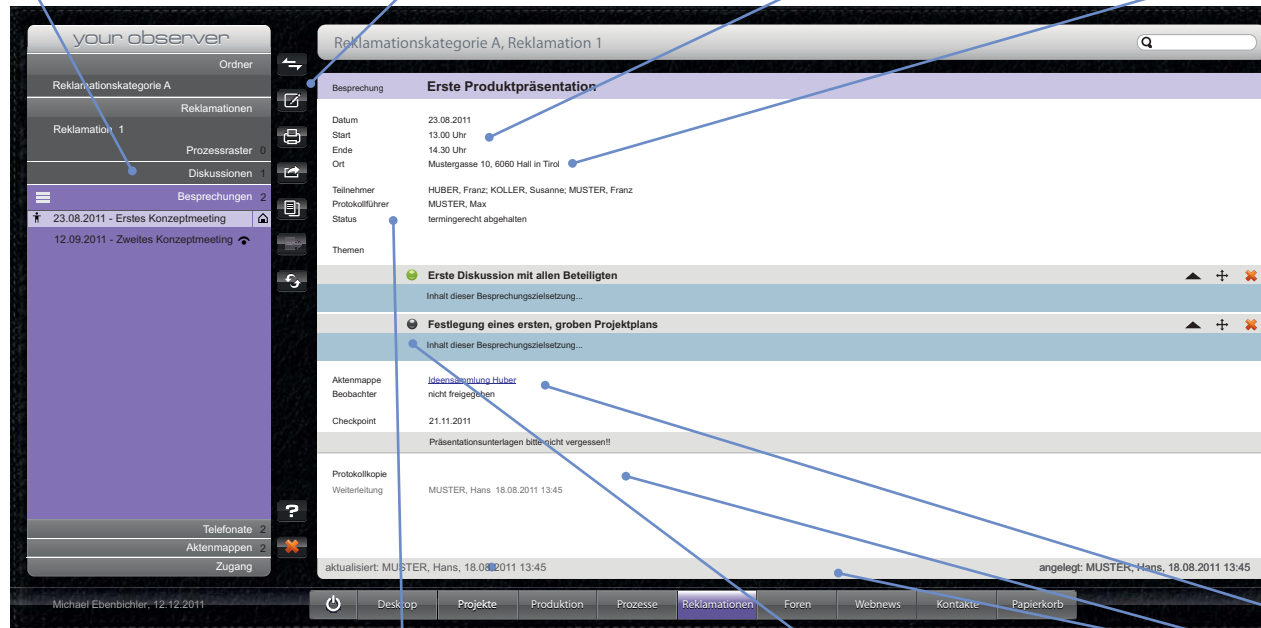 your observer
Ordner
Reklamationskategorie A
Reklamationen
Reklamation 1
Prozessraster 0
Diskussionen 1
Besprechungen 2
23.08.2011 - Erstes Konzeptmeeting
12.09.2011 - Zweites Konzeptmeeting
Telefonate 2
Aktenmappen 2
Zugang
?
Reklamationskategorie A, Reklamation 1
Besprechung Erste Produktpräsentation
Datum 23.08.2011
Start 13.00 Uhr
Ende 14.30 Uhr
Ort Mustergasse 10, 6060 Hall in Tirol
Teilnehmer HUBER, Franz; KOLLER, Susanne; MUSTER, Franz
Protokollführer MUSTER, Max
Status termingerecht abgehalten
Themen
Erste Diskussion mit allen Beteiligten
Inhalt dieser Besprechungszielsetzung...
Festlegung eines ersten, groben Projektplans
Inhalt dieser Besprechungszielsetzung...
Aktenmappe Ideensammlung Huber
Beobachter nicht freigegeben
Checkpoint 21.11.2011
Präsentationsunterlagen bitte nicht vergessen!!
Protokollkopie
Weiterleitung MUSTER, Hans 18.08.2011 13:45
aktualisiert: MUSTER, Hans, 18.08.2011 13:45 angelegt: MUSTER, Hans, 18.08.2011 13:45
Michael Ebenbichler, 12.12.2011
Desktop Projekte Produktion Prozesse Reklamationen Foren Webnews Kontakte Papierkorb